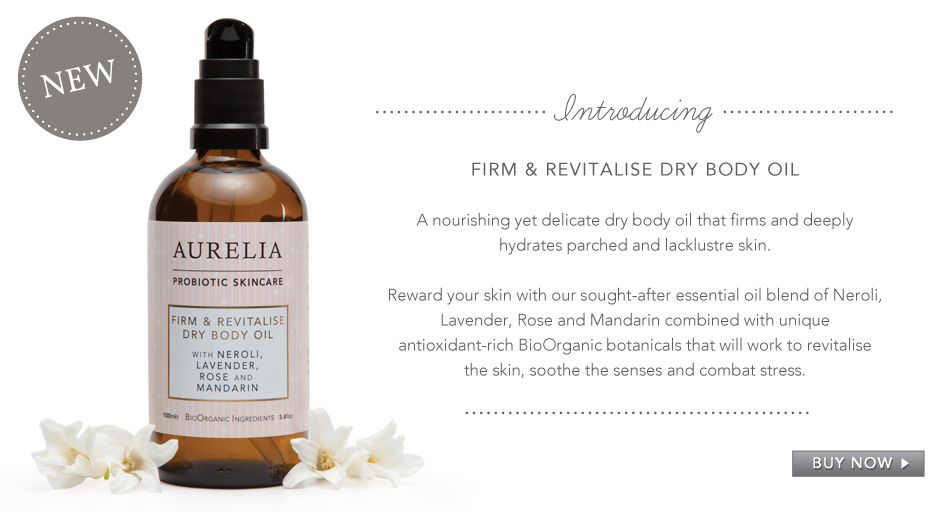 NEW
AURELIA
PROBIOTIC SKINCARE
FIRM & REVITALISE
DRY BODY OIL
WITH NEROLI,
LAVENDER,
ROSE AND
MANDARIN
100ml℮ BIOORGANIC INGREDIENTS 3.4floz
Introducing
FIRM & REVITALISE DRY BODY OIL
A nourishing yet delicate dry body oil that firms and deeply
hydrates parched and lacklustre skin.
Reward your skin with our sought-after essential oil blend of Neroli,
Lavender, Rose and Mandarin combined with unique
antioxidant-rich BioOrganic botanicals that will work to revitalise
the skin, soothe the senses and combat stress.
BUY NOW